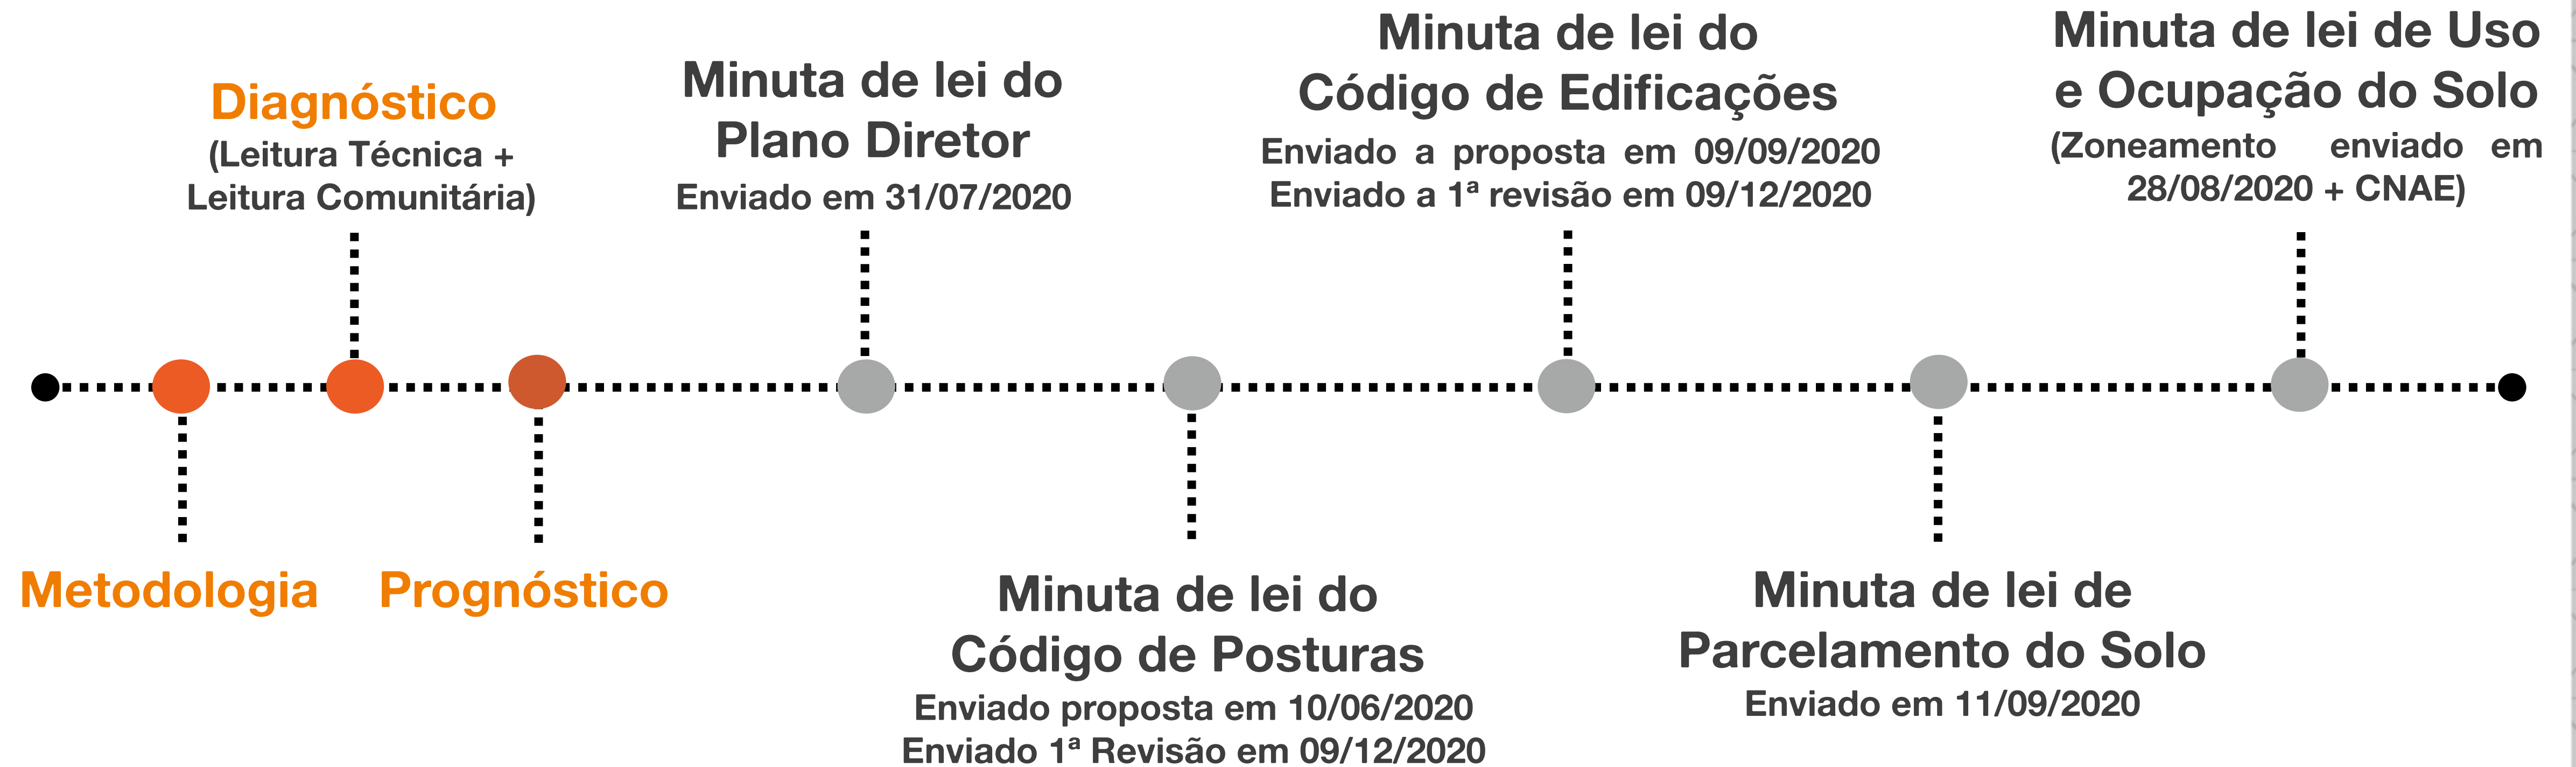 Metodologia
Diagnóstico
(Leitura Técnica +
Leitura Comunitária)
Prognóstico
Minuta de lei do
Plano Diretor
Enviado em 31/07/2020
Minuta de lei do
Código de Posturas
Enviado proposta em 10/06/2020
Enviado 1ª Revisão em 09/12/2020
Minuta de lei do
Código de Edificações
Enviado a proposta em 09/09/2020
Enviado a 1ª revisão em 09/12/2020
Minuta de lei de
Parcelamento do Solo
Enviado em 11/09/2020
Minuta de lei de Uso
e Ocupação do Solo
(Zoneamento enviado em
28/08/2020 + CNAE)